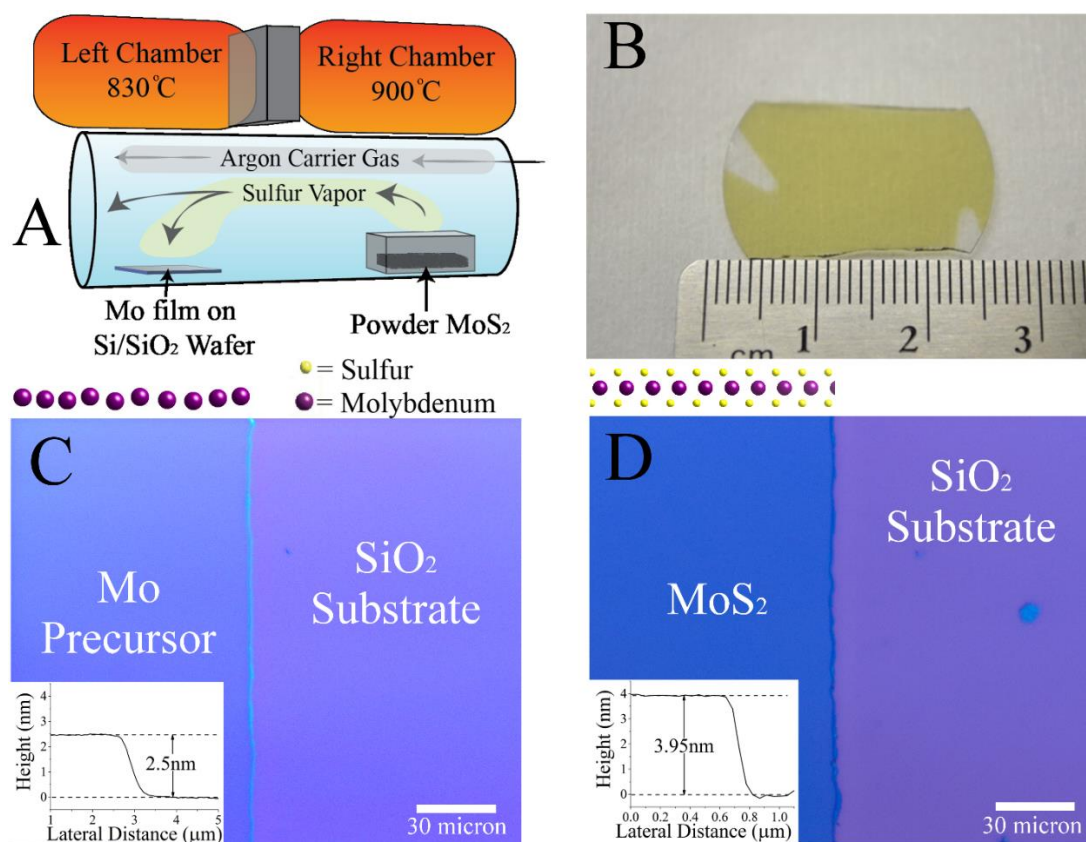 Left Chamber
830°C
Right Chamber
900°C
A
Argon Carrier Gas
Sulfur Vapor
Mo film on
Si/SiO₂ Wafer
Powder MoS₂
= Sulfur
= Molybdenum
B
cm 1 2 3
C
Mo
Precursor
SiO₂
Substrate
Height (nm)
4
3
2
1
0
2.5nm
1 2 3 4 5
Lateral Distance (μm)
30 micron
D
MoS₂
SiO₂
Substrate
Height (nm)
4
3
2
1
0
3.95nm
0.0 0.2 0.4 0.6 0.8 1.0
Lateral Distance (μm)
30 micron